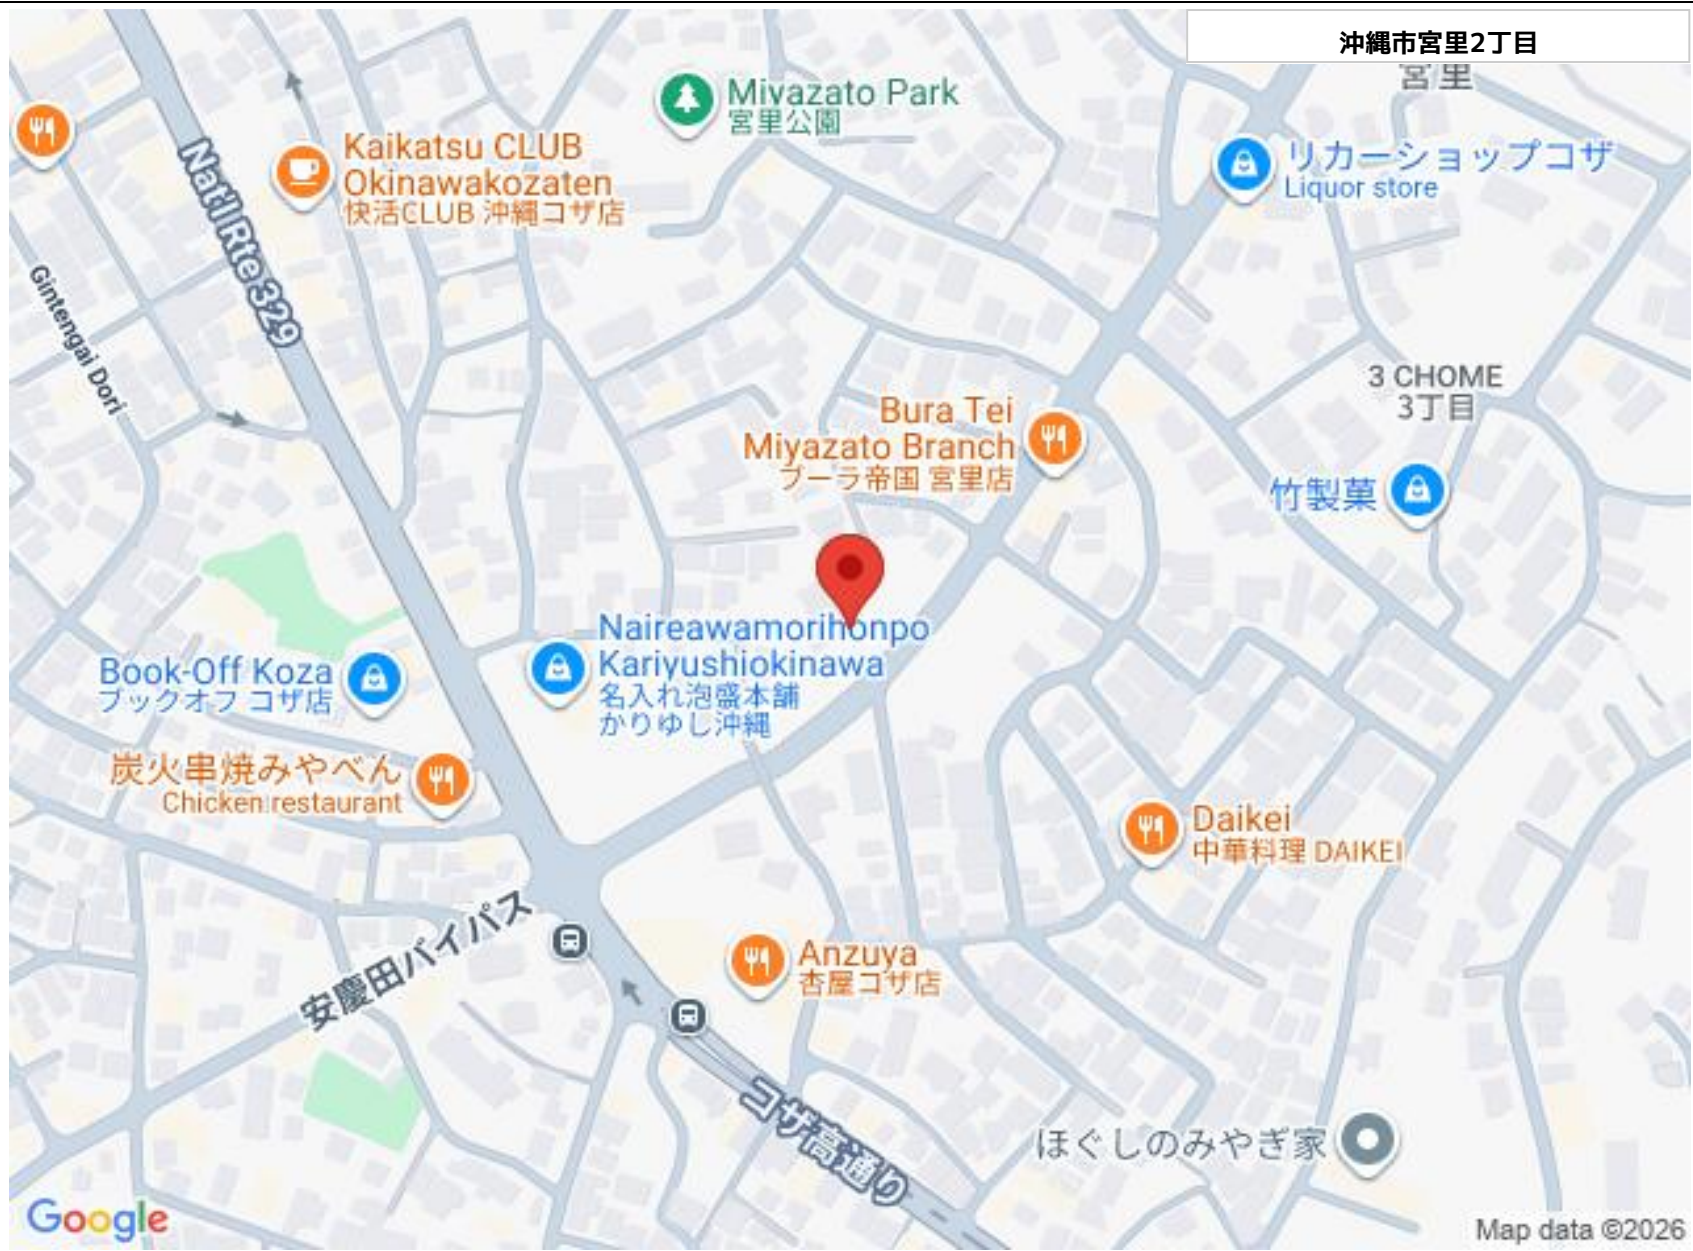 沖縄市宮里2丁目
宮里
Miyazato Park
宮里公園
リカーショップコザ
Liquor store
Kaikatsu CLUB
Okinawakozaten
快活CLUB 沖縄コザ店
Nat'l Rte 329
Gintengai Dori
3 CHOME
3丁目
Bura Tei
Miyazato Branch
ブーラ帝国 宮里店
竹製菓
Naireawamorihonpo
Kariyushiokinawa
名入れ泡盛本舗
かりゆし沖縄
Book-Off Koza
ブックオフ コザ店
炭火串焼みやべん
Chicken restaurant
Daikei
中華料理 DAIKEI
安慶田バイパス
Anzuya
杏屋コザ店
コザ高通り
ほぐしのみやぎ家
Google
Map data ©2026